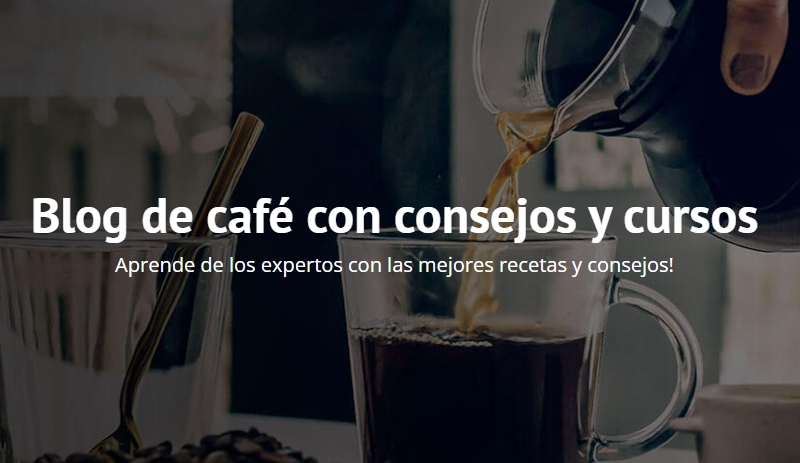 Blog de café con consejos y cursos
Aprende de los expertos con las mejores recetas y consejos!